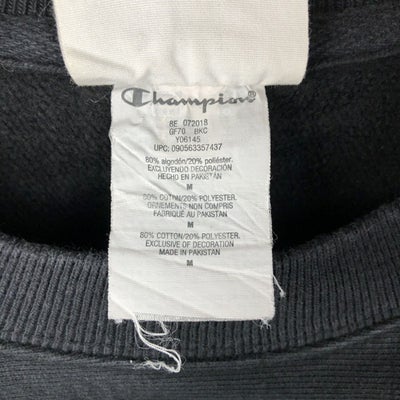 Champion
8E 072018
GF70 BKC
Y06145
UPC: 090563357437
80% algodón/20% poliéster.
EXCLUYENDO DECORACIÓN
HECHO EN PAKISTAN
M
80% COTON/20% POLYESTER.
ORNEMENTS NON COMPRIS
FABRIQUÉ AU PAKISTAN
M
80% COTTON/20% POLYESTER
EXCLUSIVE OF DECORATION
MADE IN PAKISTAN
M